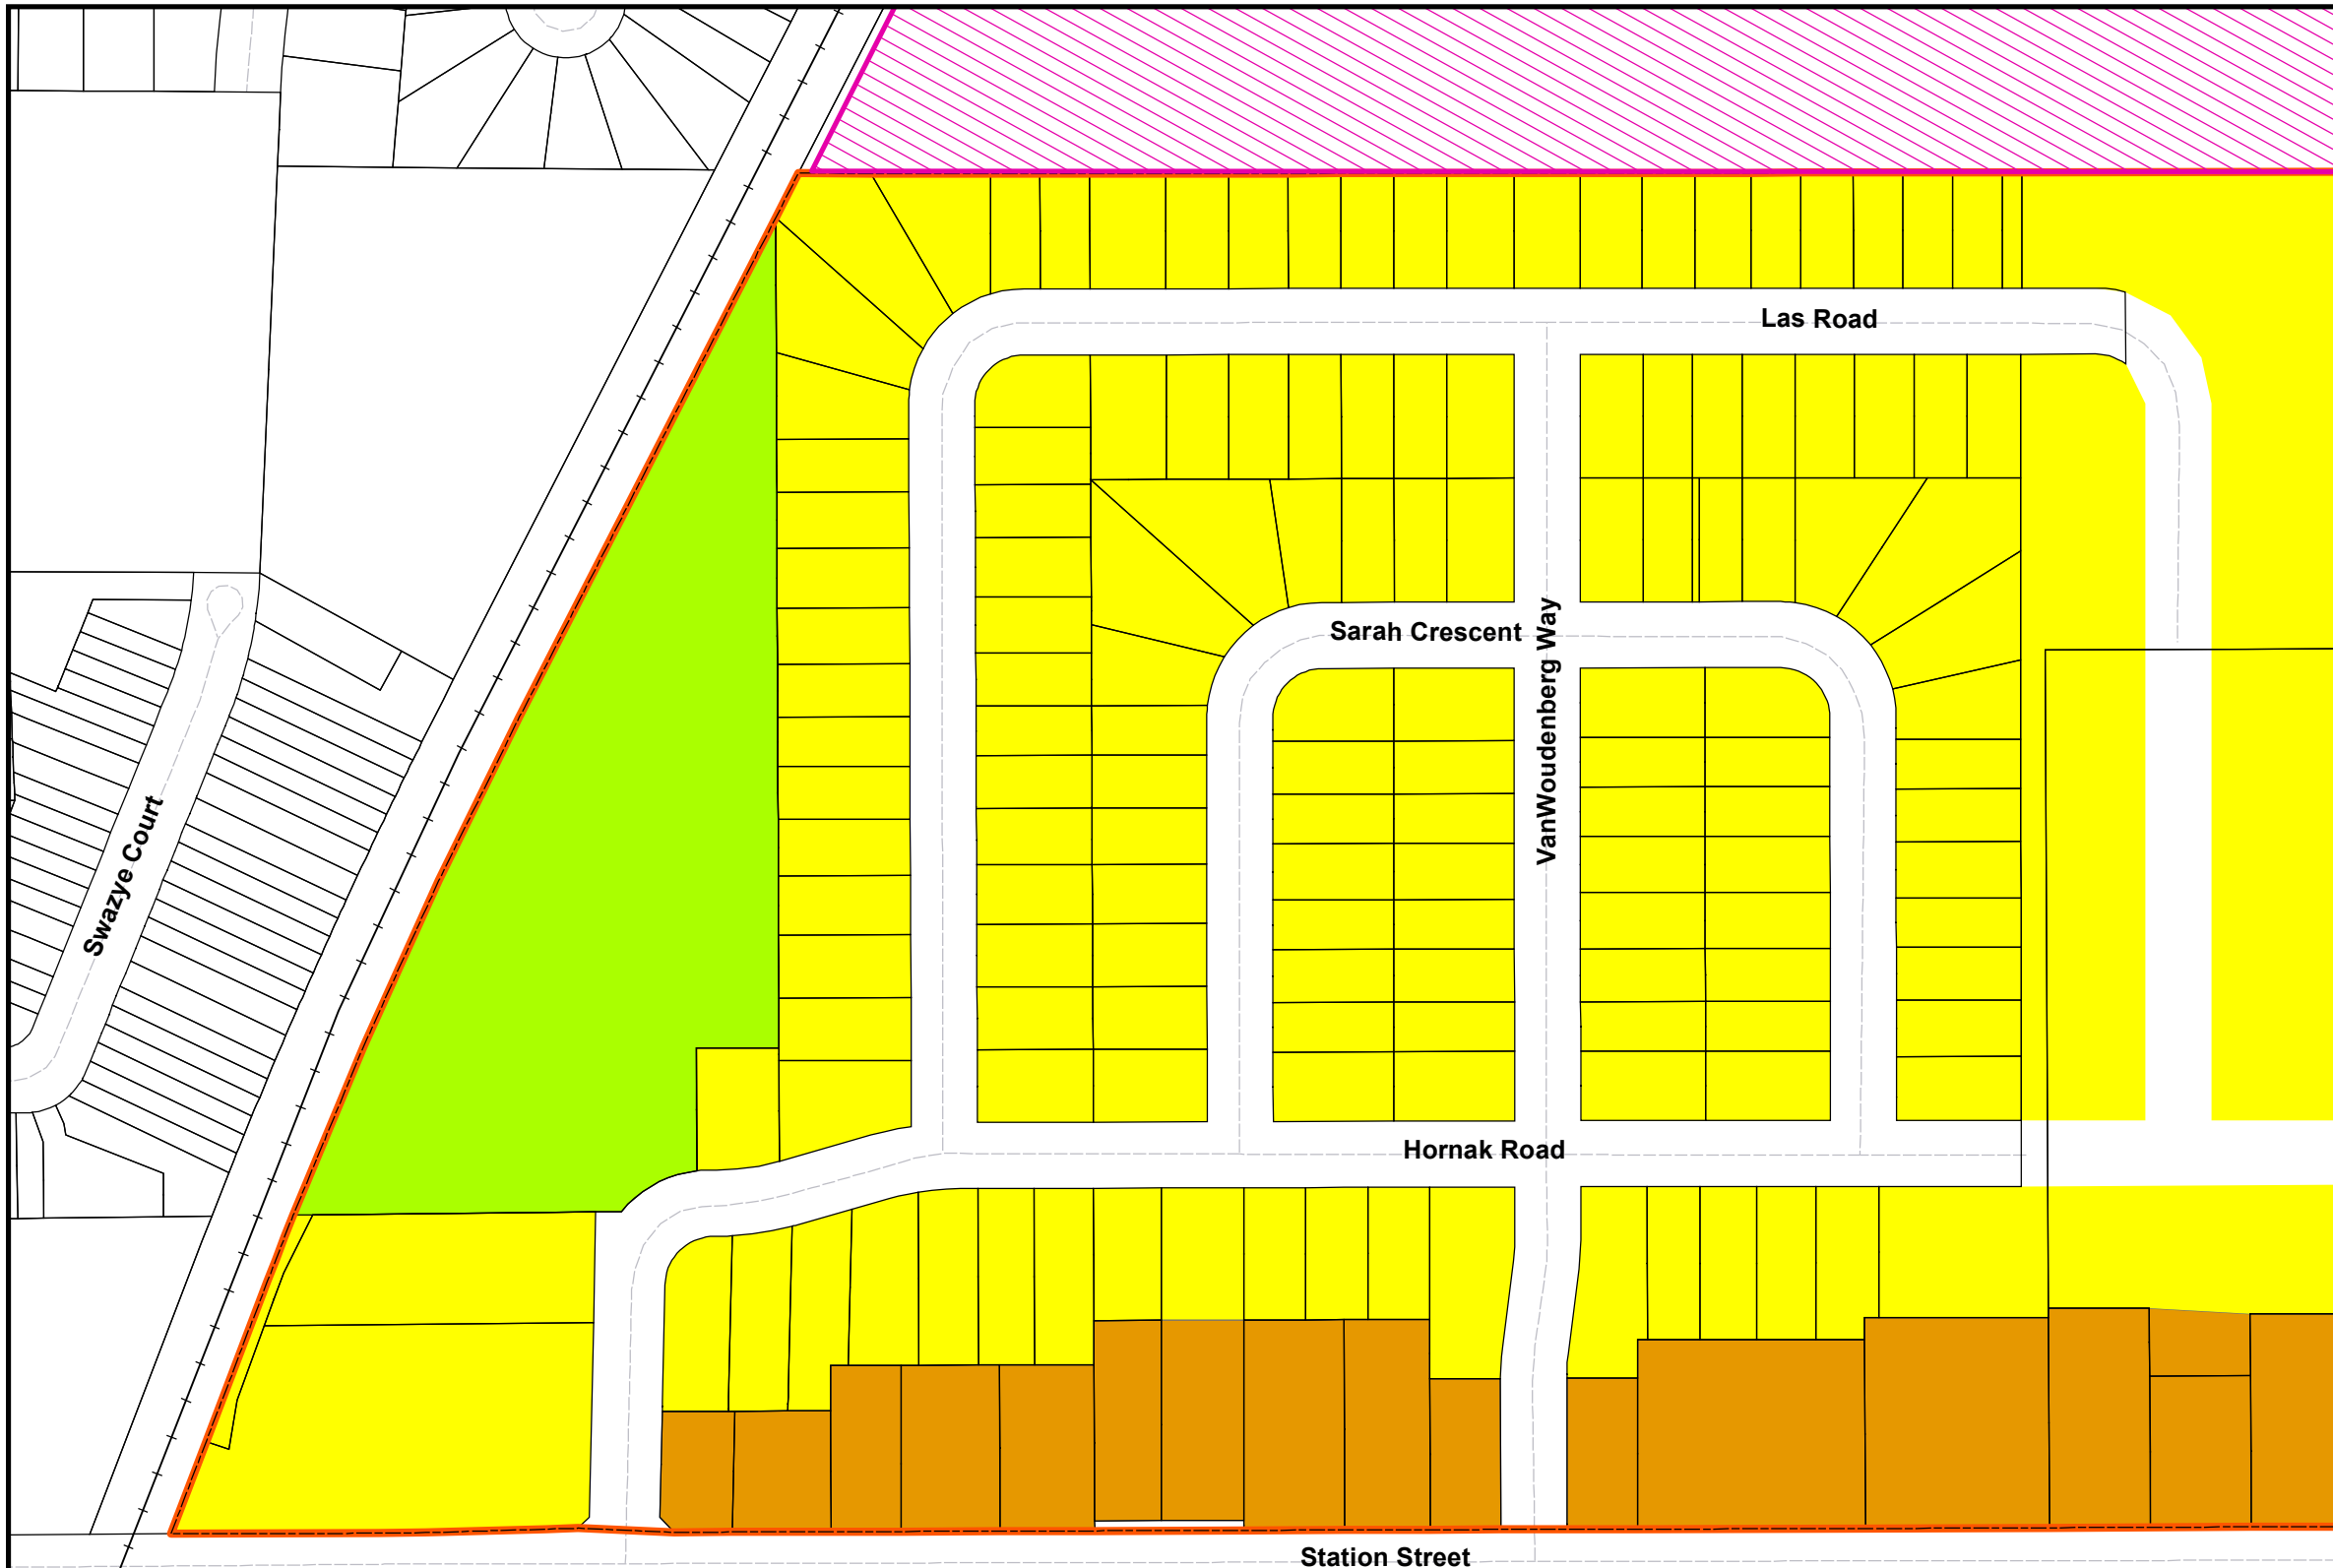 Las Road
Sarah Crescent
VanWoudenberg Way
Swazye Court
Hornak Road
Station Street